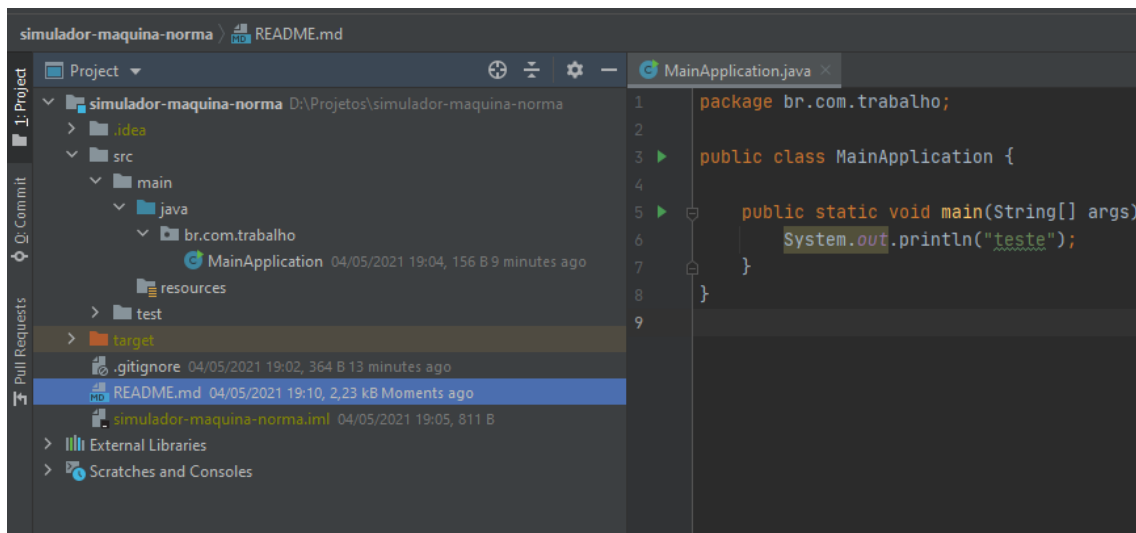 simulador-maquina-norma README.md
1: Project
0: Commit
Pull Requests
Project
simulador-maquina-norma D:\Projetos\simulador-maquina-norma
.idea
src
main
java
br.com.trabalho
MainApplication 04/05/2021 19:04, 156 B 9 minutes ago
resources
test
target
.gitignore 04/05/2021 19:02, 364 B 13 minutes ago
README.md 04/05/2021 19:10, 2,23 kB Moments ago
simulador-maquina-norma.iml 04/05/2021 19:05, 811 B
External Libraries
Scratches and Consoles
MainApplication.java
1 package br.com.trabalho;
2
3 public class MainApplication {
4
5 public static void main(String[] args)
6 System.out.println("teste");
7 }
8 }
9